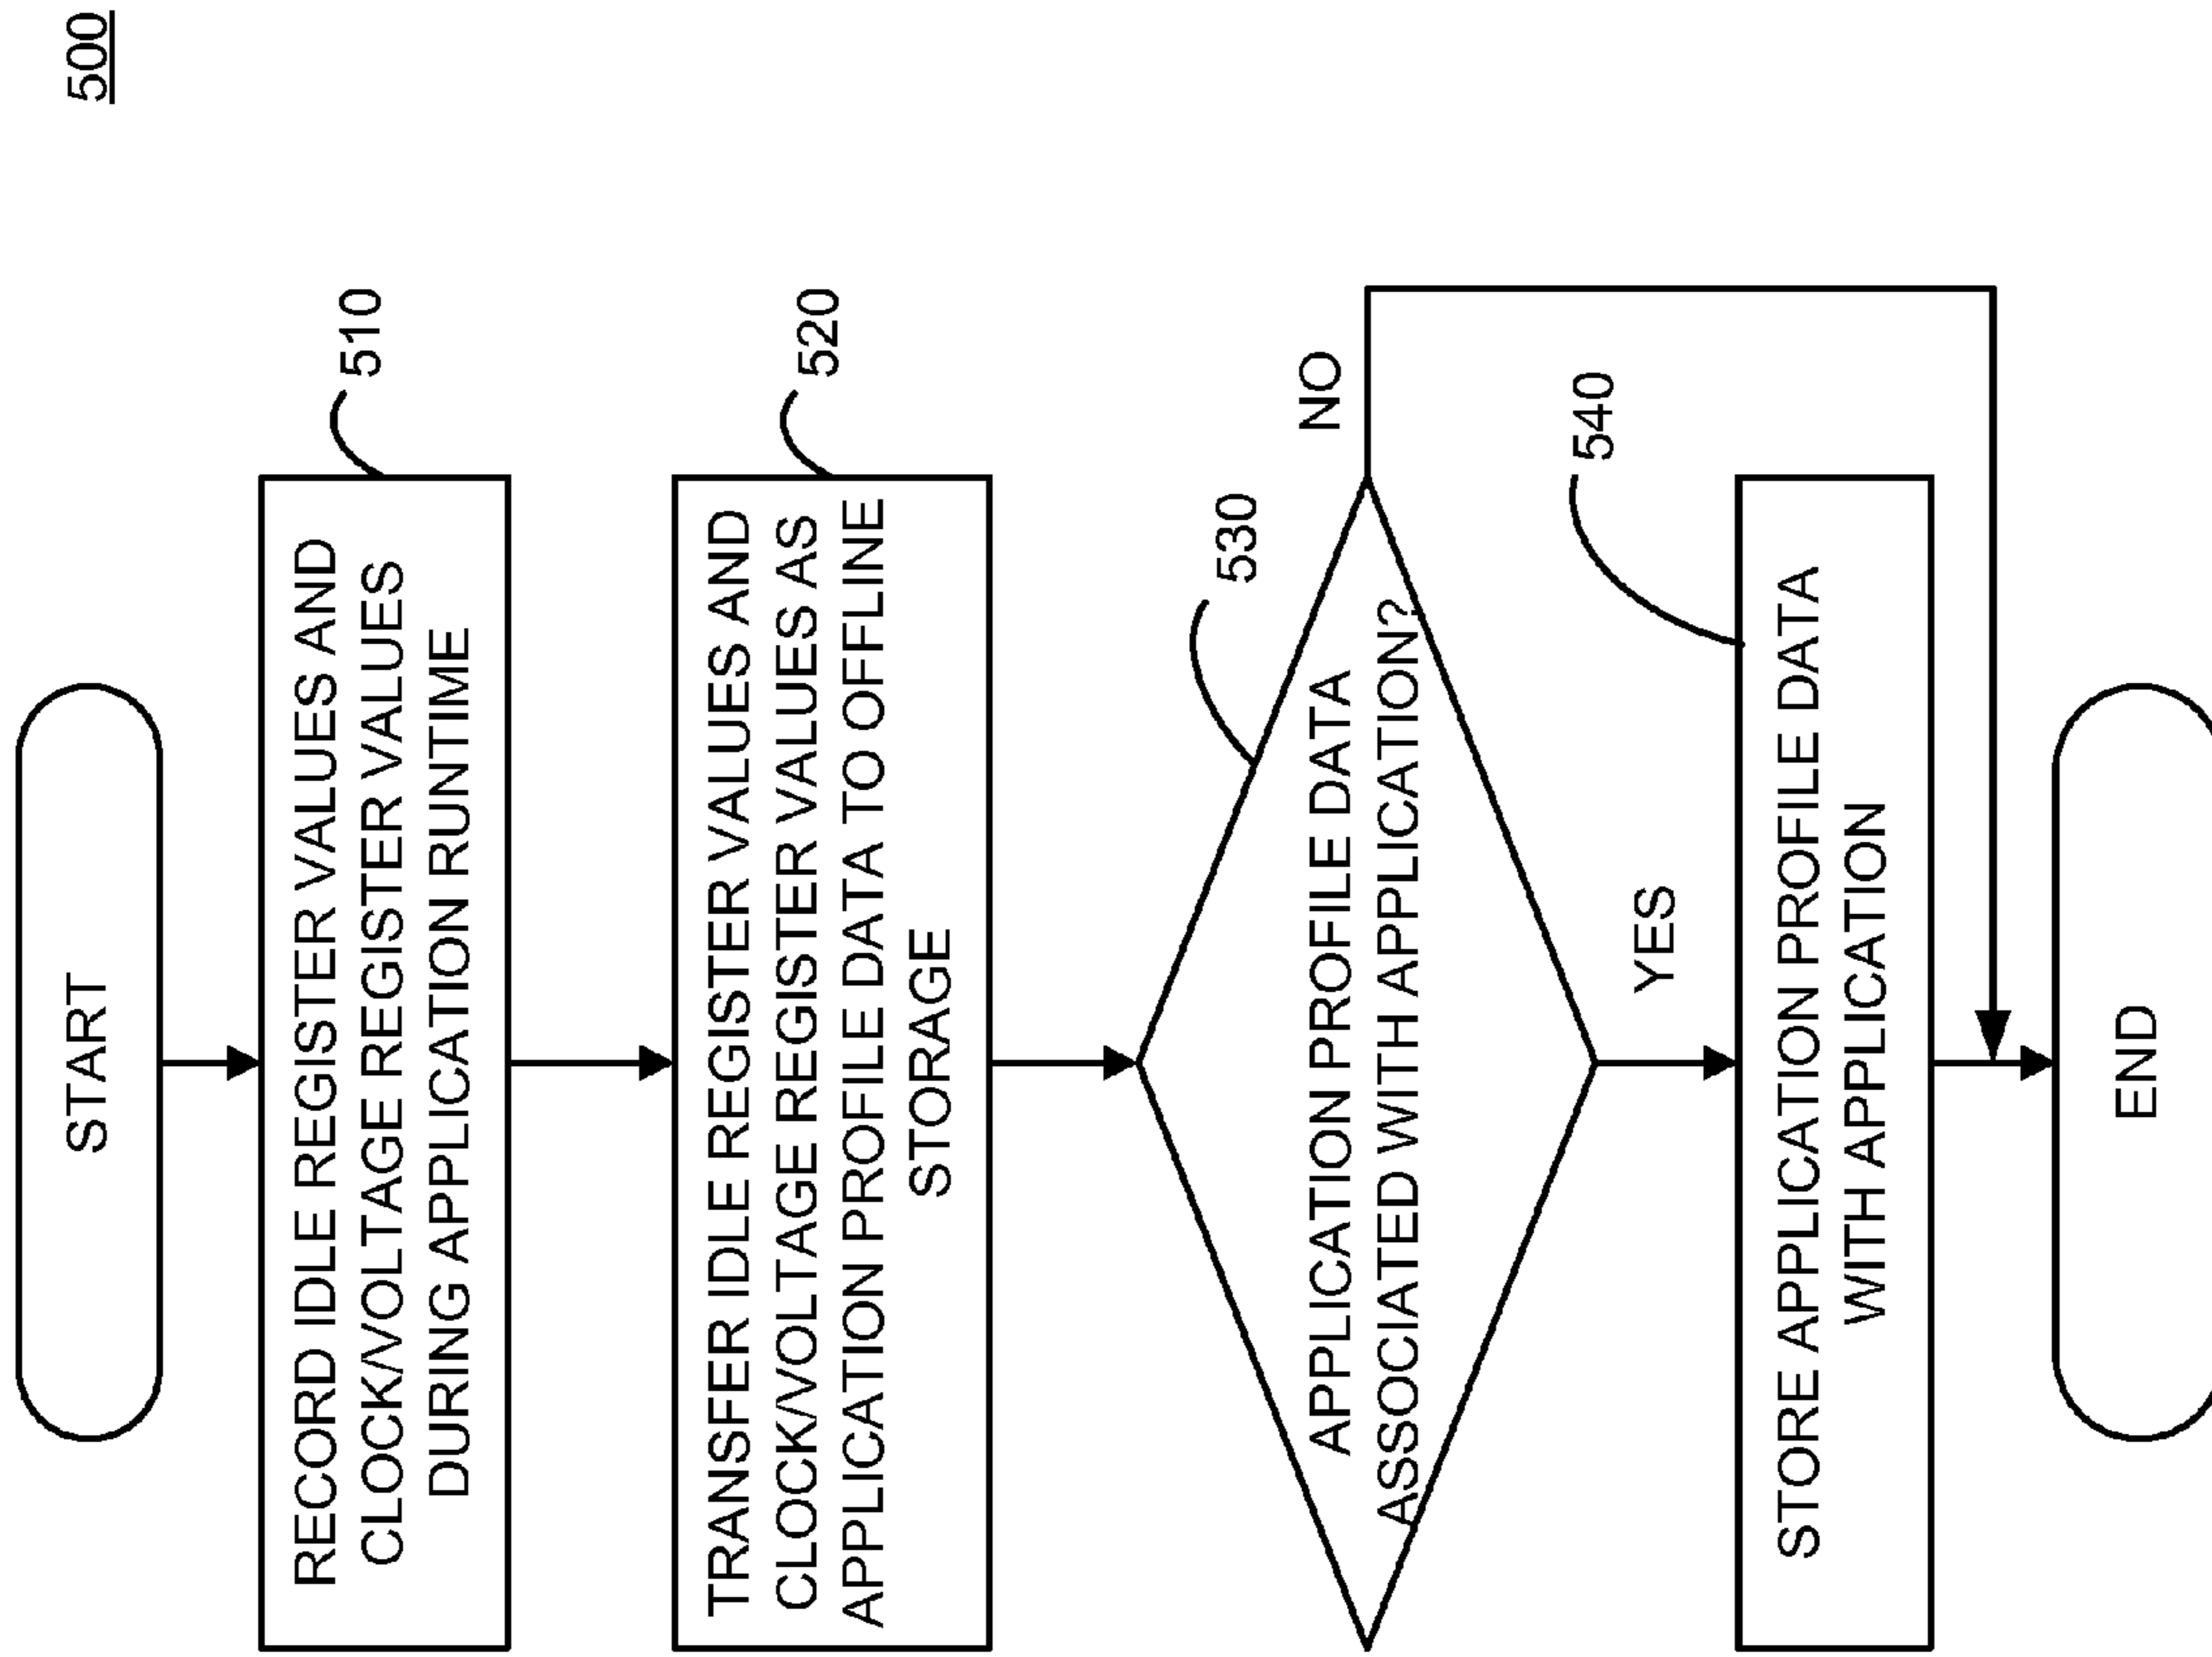 500
START
RECORD IDLE REGISTER VALUES AND
CLOCK/VOLTAGE REGISTER VALUES
DURING APPLICATION RUNTIME
510
TRANSFER IDLE REGISTER VALUES AND
CLOCK/VOLTAGE REGISTER VALUES AS
APPLICATION PROFILE DATA TO OFFLINE
STORAGE
520
APPLICATION PROFILE DATA
ASSOCIATED WITH APPLICATION?
530
NO
YES
540
STORE APPLICATION PROFILE DATA
WITH APPLICATION
END